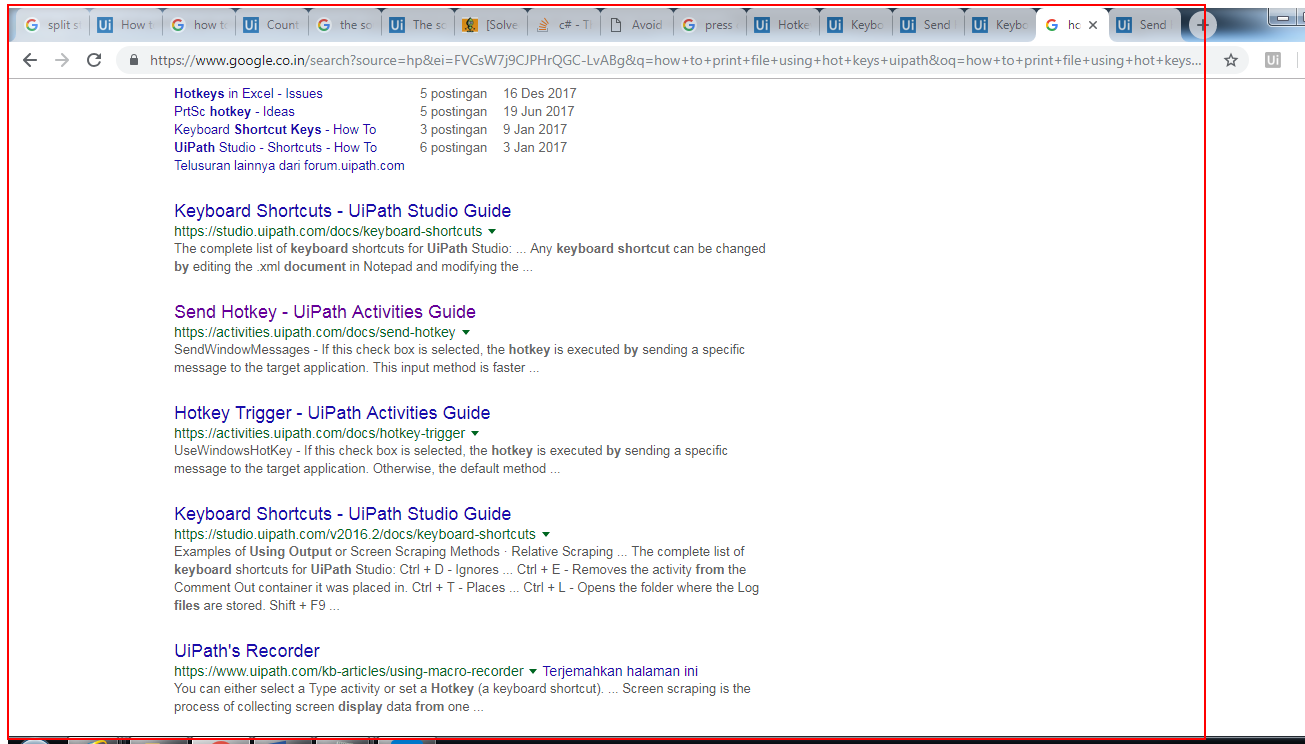 split st How t how to Count the so The sc [Solve c# - Th Avoid press Hotke Keybo Send Keybo ho Send
https://www.google.co.in/search?source=hp&ei=FVCsW7j9CJPHrQGC-LvABg&q=how+to+print+file+using+hot+keys+uipath&oq=how+to+print+file+using+hot+keys...
Hotkeys in Excel - Issues 5 postingan 16 Des 2017
PrtSc hotkey - Ideas 5 postingan 19 Jun 2017
Keyboard Shortcut Keys - How To 3 postingan 9 Jan 2017
UiPath Studio - Shortcuts - How To 6 postingan 3 Jan 2017
Telusuran lainnya dari forum.uipath.com
Keyboard Shortcuts - UiPath Studio Guide
https://studio.uipath.com/docs/keyboard-shortcuts
The complete list of keyboard shortcuts for UiPath Studio: ... Any keyboard shortcut can be changed
by editing the .xml document in Notepad and modifying the ...
Send Hotkey - UiPath Activities Guide
https://activities.uipath.com/docs/send-hotkey
SendWindowMessages - If this check box is selected, the hotkey is executed by sending a specific
message to the target application. This input method is faster ...
Hotkey Trigger - UiPath Activities Guide
https://activities.uipath.com/docs/hotkey-trigger
UseWindowsHotKey - If this check box is selected, the hotkey is executed by sending a specific
message to the target application. Otherwise, the default method ...
Keyboard Shortcuts - UiPath Studio Guide
https://studio.uipath.com/v2016.2/docs/keyboard-shortcuts
Examples of Using Output or Screen Scraping Methods · Relative Scraping ... The complete list of
keyboard shortcuts for UiPath Studio: Ctrl + D - Ignores ... Ctrl + E - Removes the activity from the
Comment Out container it was placed in. Ctrl + T - Places ... Ctrl + L - Opens the folder where the Log
files are stored. Shift + F9 ...
UiPath's Recorder
https://www.uipath.com/kb-articles/using-macro-recorder Terjemahkan halaman ini
You can either select a Type activity or set a Hotkey (a keyboard shortcut). ... Screen scraping is the
process of collecting screen display data from one ...